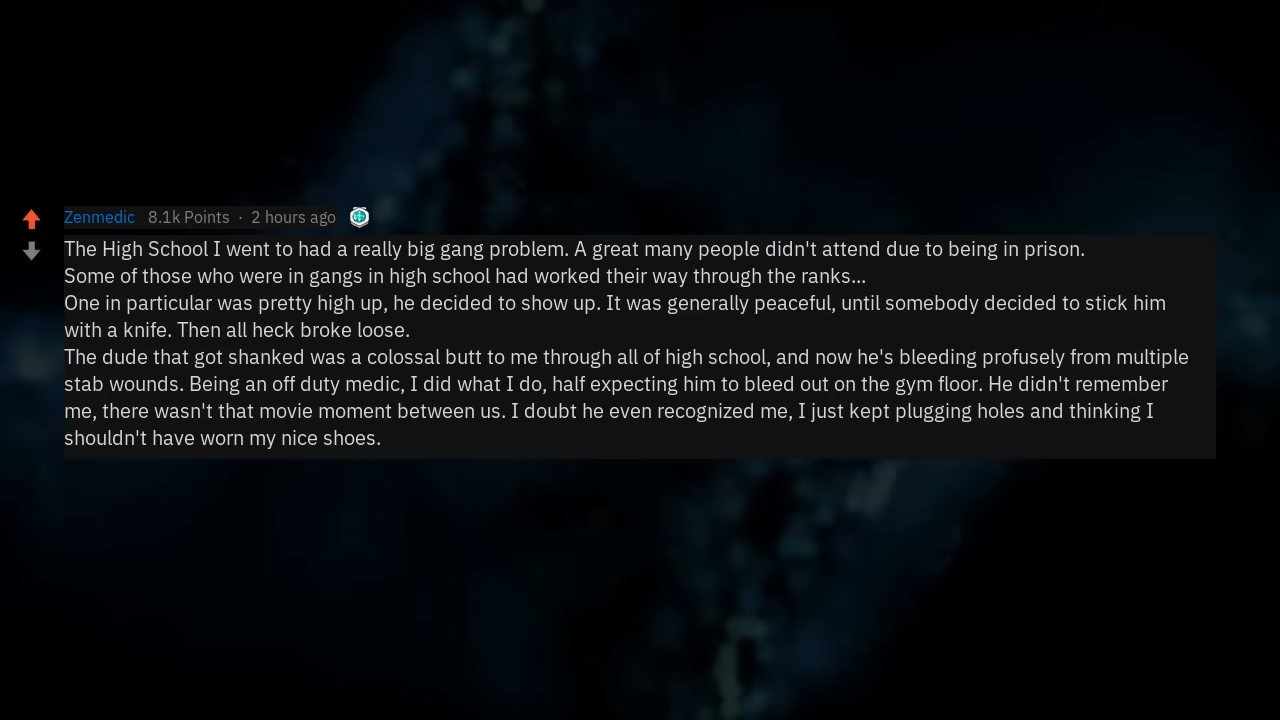 Zenmedic 8.1k Points · 2 hours ago
The High School I went to had a really big gang problem. A great many people didn't attend due to being in prison.
Some of those who were in gangs in high school had worked their way through the ranks...
One in particular was pretty high up, he decided to show up. It was generally peaceful, until somebody decided to stick him
with a knife. Then all heck broke loose.
The dude that got shanked was a colossal butt to me through all of high school, and now he's bleeding profusely from multiple
stab wounds. Being an off duty medic, I did what I do, half expecting him to bleed out on the gym floor. He didn't remember
me, there wasn't that movie moment between us. I doubt he even recognized me, I just kept plugging holes and thinking I
shouldn't have worn my nice shoes.